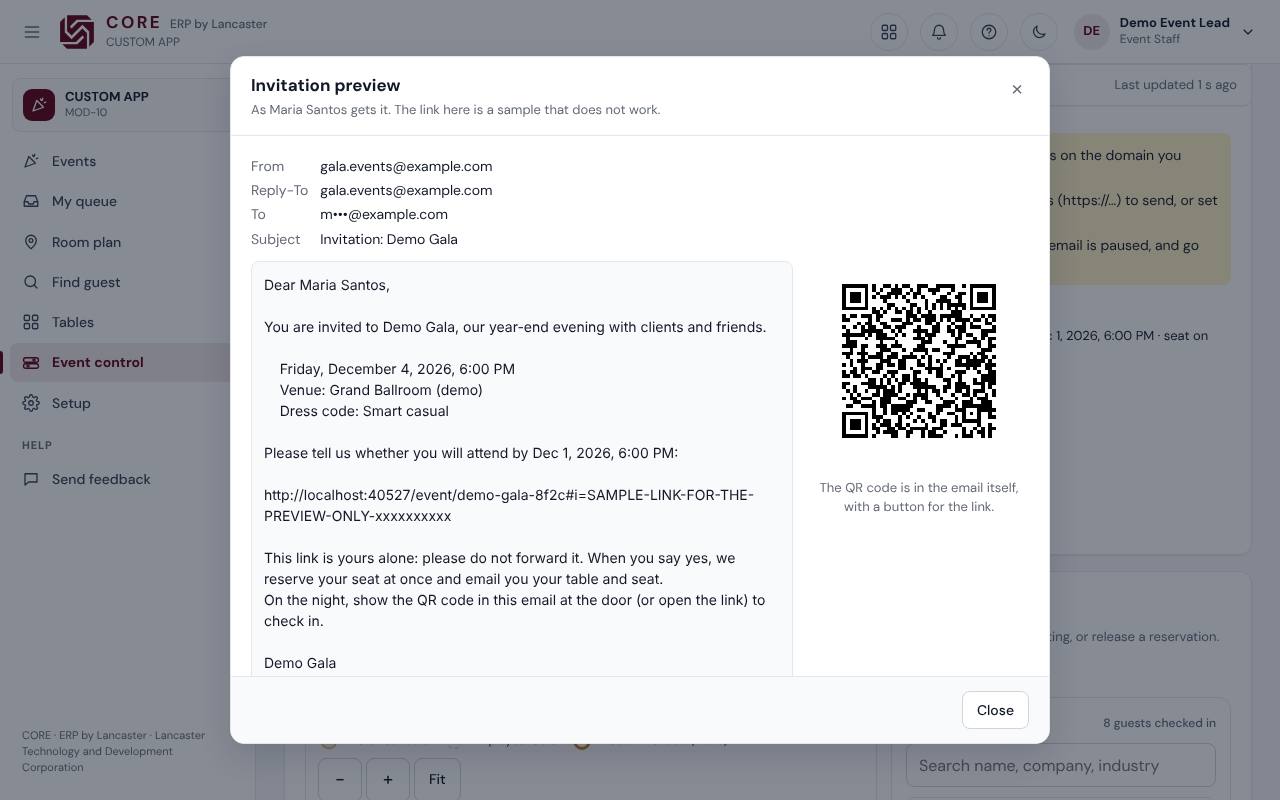 CORE ERP by Lancaster
CUSTOM APP
DE
Demo Event Lead
Event Staff
CUSTOM APP
MOD-10
Events
My queue
Room plan
Find guest
Tables
Event control
Setup
HELP
Send feedback
CORE · ERP by Lancaster · Lancaster
Technology and Development
Corporation
Last updated 1 s ago
s on the domain you
s (https://…) to send, or set
email is paused, and go
1, 2026, 6:00 PM · seat on
ting, or release a reservation.
8 guests checked in
Search name, company, industry
− + Fit
Invitation preview
As Maria Santos gets it. The link here is a sample that does not work.
×
From gala.events@example.com
Reply-To gala.events@example.com
To m•••@example.com
Subject Invitation: Demo Gala
Dear Maria Santos,
You are invited to Demo Gala, our year-end evening with clients and friends.
Friday, December 4, 2026, 6:00 PM
Venue: Grand Ballroom (demo)
Dress code: Smart casual
Please tell us whether you will attend by Dec 1, 2026, 6:00 PM:
http://localhost:40527/event/demo-gala-8f2c#i=SAMPLE-LINK-FOR-THE-
PREVIEW-ONLY-xxxxxxxxxx
This link is yours alone: please do not forward it. When you say yes, we
reserve your seat at once and email you your table and seat.
On the night, show the QR code in this email at the door (or open the link) to
check in.
Demo Gala
The QR code is in the email itself,
with a button for the link.
Close